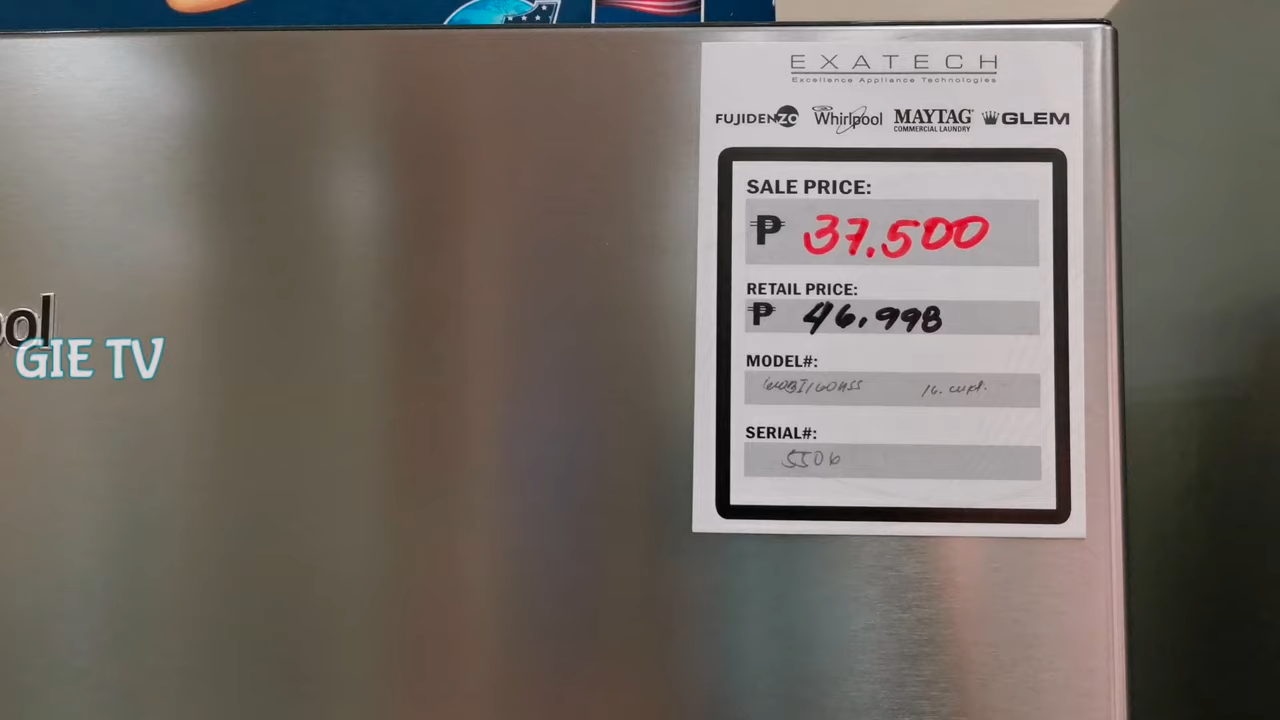 EXATECH
Excellence Appliance Technologies
FUJIDENZO Whirlpool MAYTAG GLEM
COMMERCIAL LAUNDRY
SALE PRICE:
₱ 37.500
RETAIL PRICE:
₱ 46.998
MODEL#:
16. cuft.
SERIAL#:
5506
ool
GIE TV